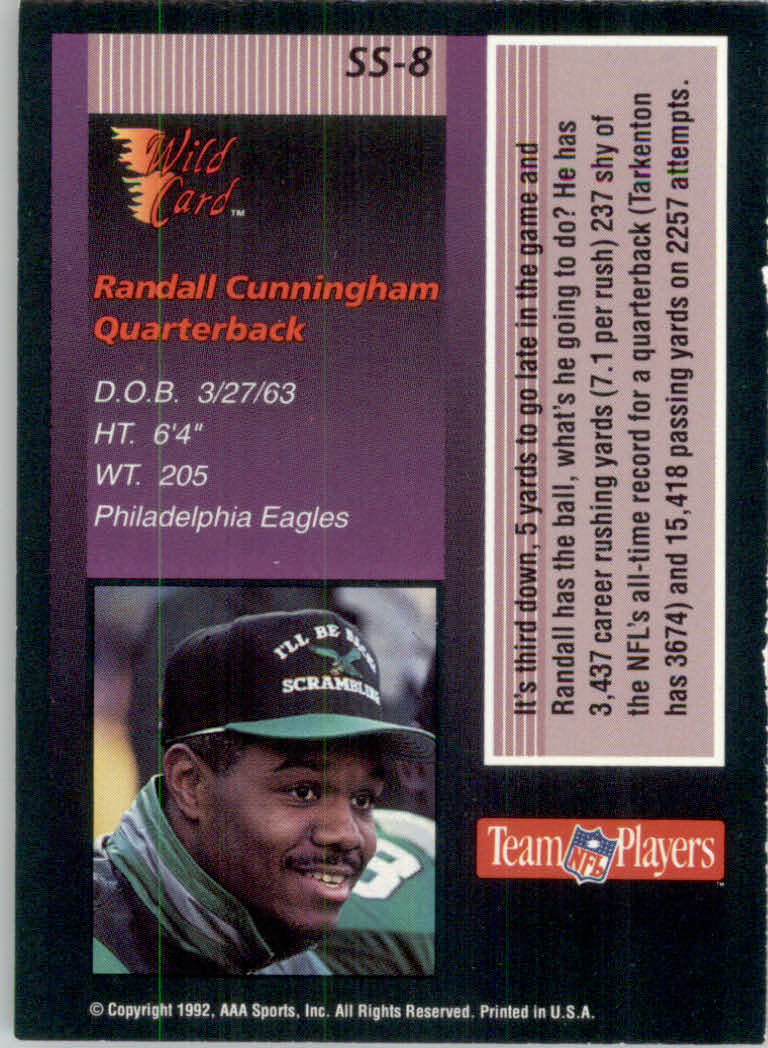 SS-8
Wild
Card™
Randall Cunningham
Quarterback
D.O.B. 3/27/63
HT. 6'4"
WT. 205
Philadelphia Eagles
I'LL BE
SCRAMBLING
8
It's third down, 5 yards to go late in the game and
Randall has the ball, what's he going to do? He has
3,437 career rushing yards (7.1 per rush) 237 shy of
the NFL's all-time record for a quarterback (Tarkenton
has 3674) and 15,418 passing yards on 2257 attempts.
Team NFL Players™
© Copyright 1992, AAA Sports, Inc. All Rights Reserved. Printed in U.S.A.